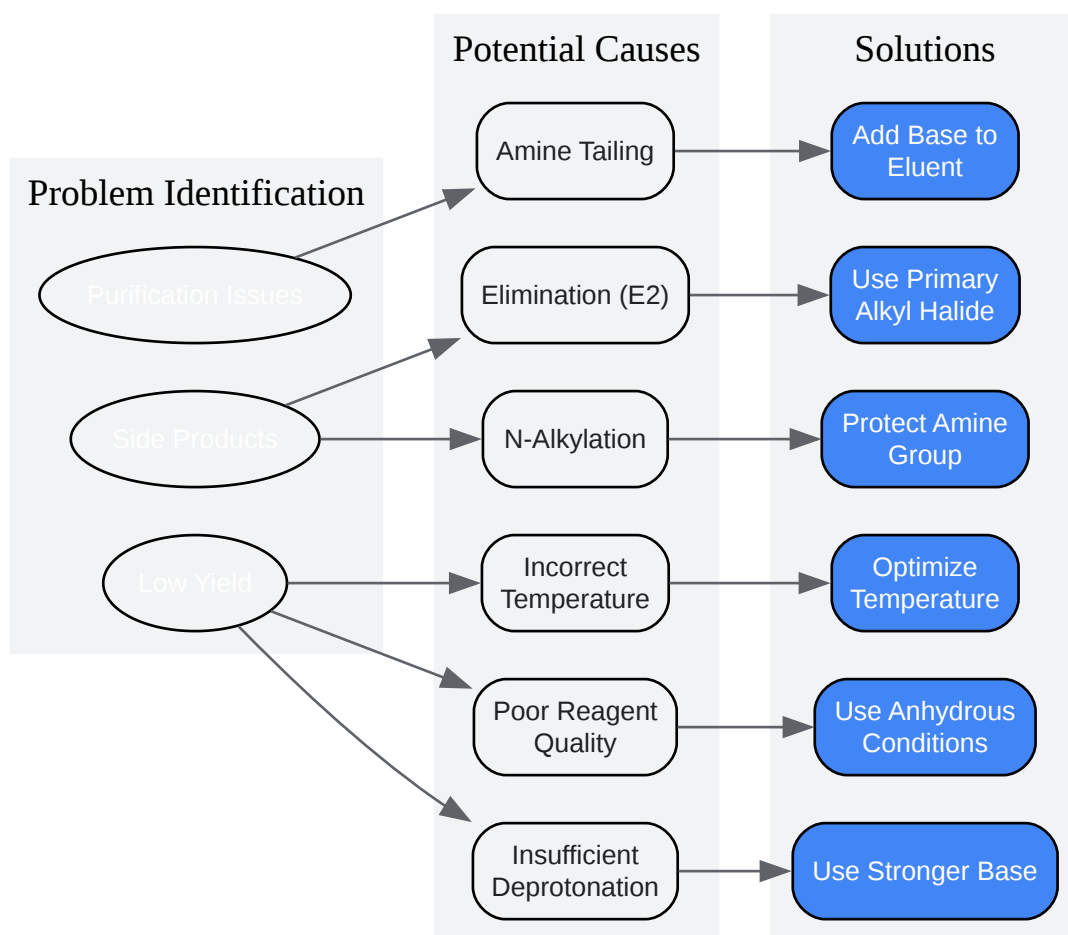 Problem Identification
Purification Issues
Side Products
Low Yield
Potential Causes
Amine Tailing
Elimination (E2)
N-Alkylation
Incorrect
Temperature
Poor Reagent
Quality
Insufficient
Deprotonation
Solutions
Add Base to
Eluent
Use Primary
Alkyl Halide
Protect Amine
Group
Optimize
Temperature
Use Anhydrous
Conditions
Use Stronger Base